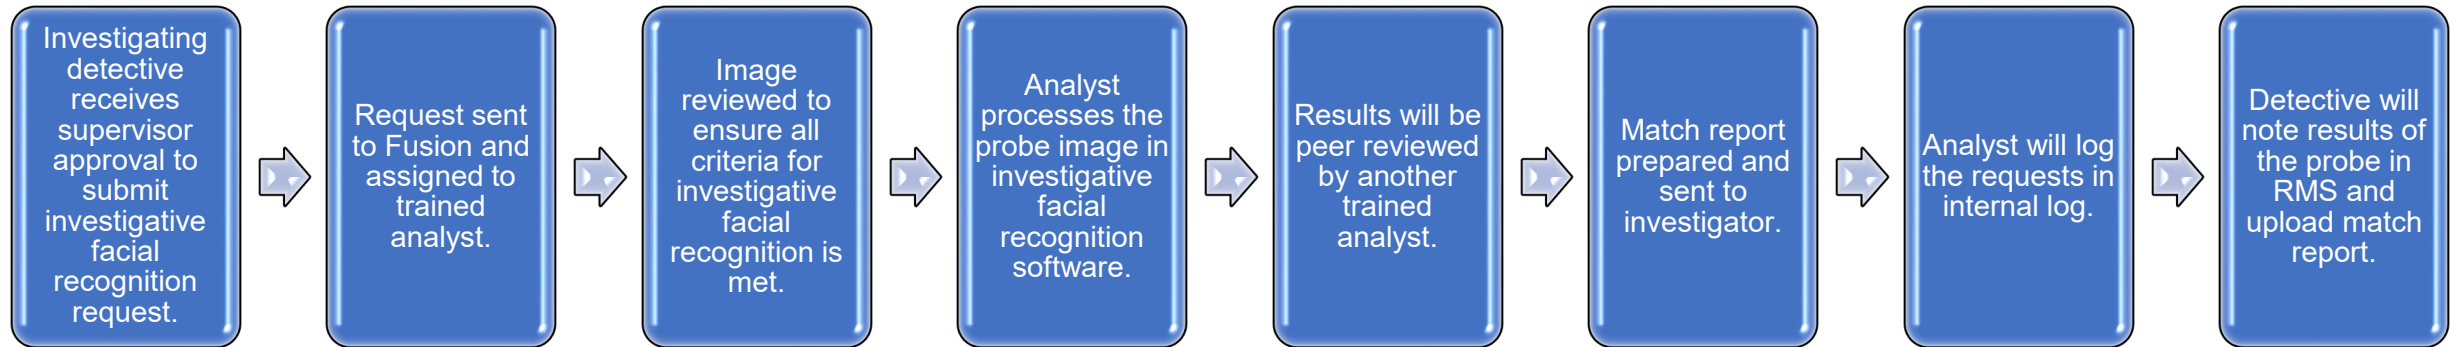 Investigating
detective
receives
supervisor
approval to
submit
investigative
facial
recognition
request.
Request sent
to Fusion and
assigned to
trained
analyst.
Image
reviewed to
ensure all
criteria for
investigative
facial
recognition is
met.
Analyst
processes the
probe image in
investigative
facial
recognition
software.
Results will be
peer reviewed
by another
trained
analyst.
Match report
prepared and
sent to
investigator.
Analyst will log
the requests in
internal log.
Detective will
note results of
the probe in
RMS and
upload match
report.